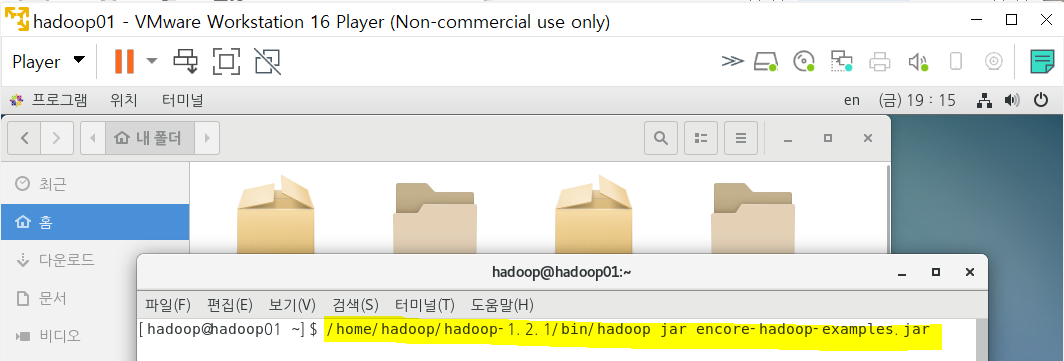 hadoop01 - VMware Workstation 16 Player (Non-commercial use only)
Player
프로그램 위치 터미널 en (금) 19 : 15
내 폴더
최근
홈
다운로드
문서
비디오
hadoop@hadoop01:~
파일(F) 편집(E) 보기(V) 검색(S) 터미널(T) 도움말(H)
[hadoop@hadoop01 ~]$ /home/hadoop/hadoop-1.2.1/bin/hadoop jar encore-hadoop-examples.jar